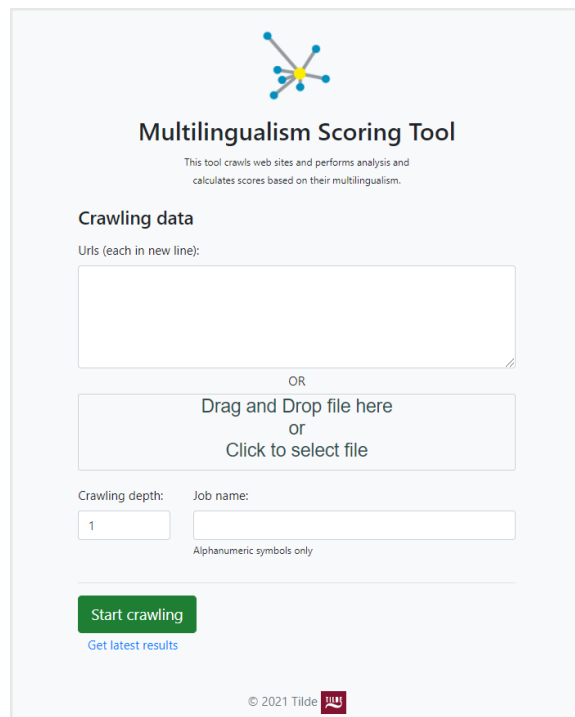 Multilingualism Scoring Tool
This tool crawls web sites and performs analysis and
calculates scores based on their multilingualism.
Crawling data
Urls (each in new line):
OR
Drag and Drop file here
or
Click to select file
Crawling depth:
Job name:
1
Alphanumeric symbols only
Start crawling
Get latest results
© 2021 Tilde TILDE